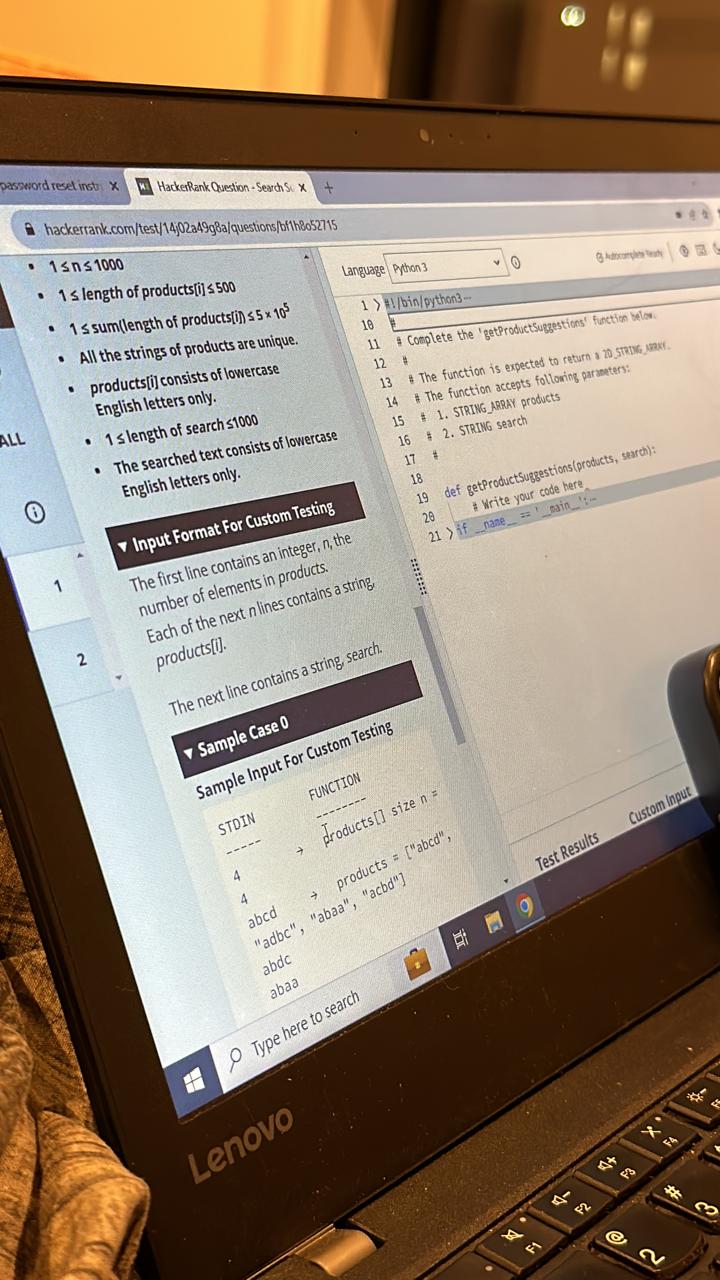 password reset instr
HackerRank Question - Search Su
hackerrank.com/test/14j02a49g8a/questions/bf1h8o52715
• 1 ≤ n ≤ 1000
• 1 ≤ length of products[i] ≤ 500
• 1 ≤ sum(length of products[i]) ≤ 5 × 10⁵
• All the strings of products are unique.
• products[i] consists of lowercase
English letters only.
• 1 ≤ length of search ≤1000
• The searched text consists of lowercase
English letters only.
ALL
1
2
▼ Input Format For Custom Testing
The first line contains an integer, n, the
number of elements in products.
Each of the next n lines contains a string,
products[i].
The next line contains a string, search.
▼ Sample Case 0
Sample Input For Custom Testing
STDIN FUNCTION
----- --------
4 → products[] size n =
4
abcd → products = ["abcd",
"adbc", "abaa", "acbd"]
abdc
abaa
Language Python 3
Autocomplete Ready
1 #!/bin/python3
10 #
11 # Complete the 'getProductSuggestions' function below.
12 #
13 # The function is expected to return a 2D_STRING_ARRAY.
14 # The function accepts following parameters:
15 # 1. STRING_ARRAY products
16 # 2. STRING search
17 #
18
19 def getProductSuggestions(products, search):
20 # Write your code here
21 if __name__ == '__main__':
Test Results
Custom Input
Type here to search
Lenovo
F1
F2
F3
F4
@
2
#
3